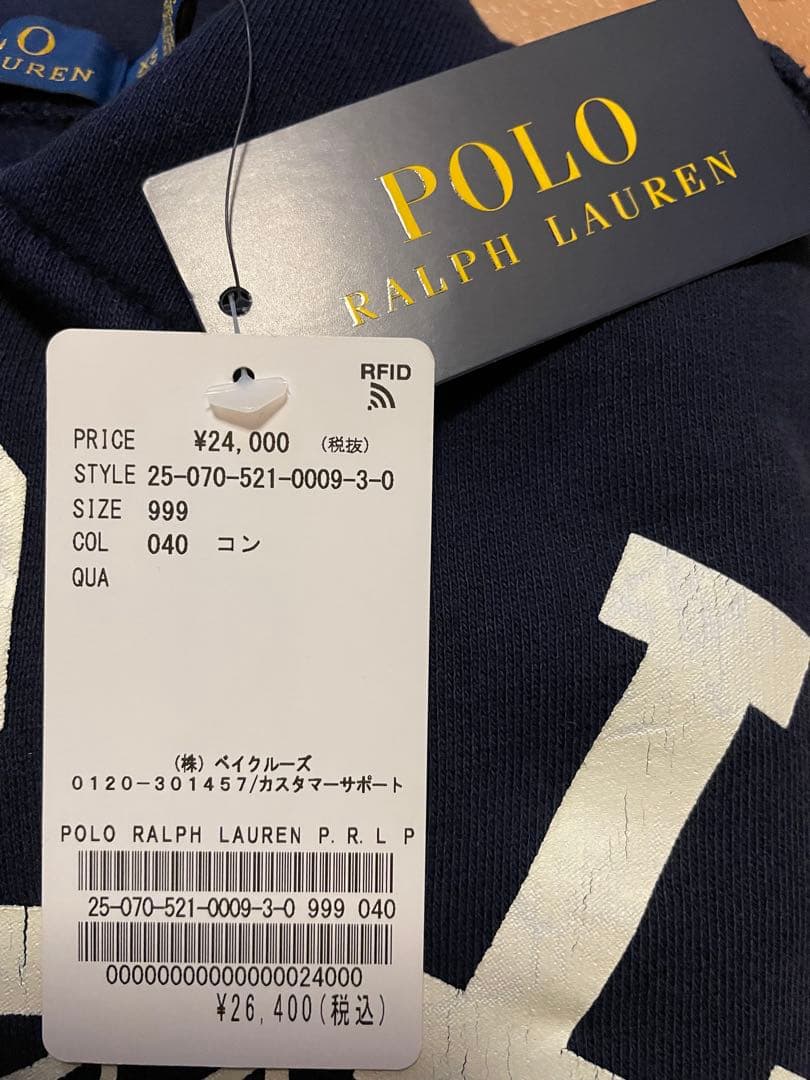 LO
LAUREN
XS
POLO
RALPH LAUREN
RFID
PRICE ¥24,000 (税抜)
STYLE 25-070-521-0009-3-0
SIZE 999
COL 040 コン
QUA
(株) ベイクルーズ
0120-301457/カスタマーサポート
POLO RALPH LAUREN P.R.L P
25-070-521-0009-3-0 999 040
00000000000000024000
¥26,400(税込)